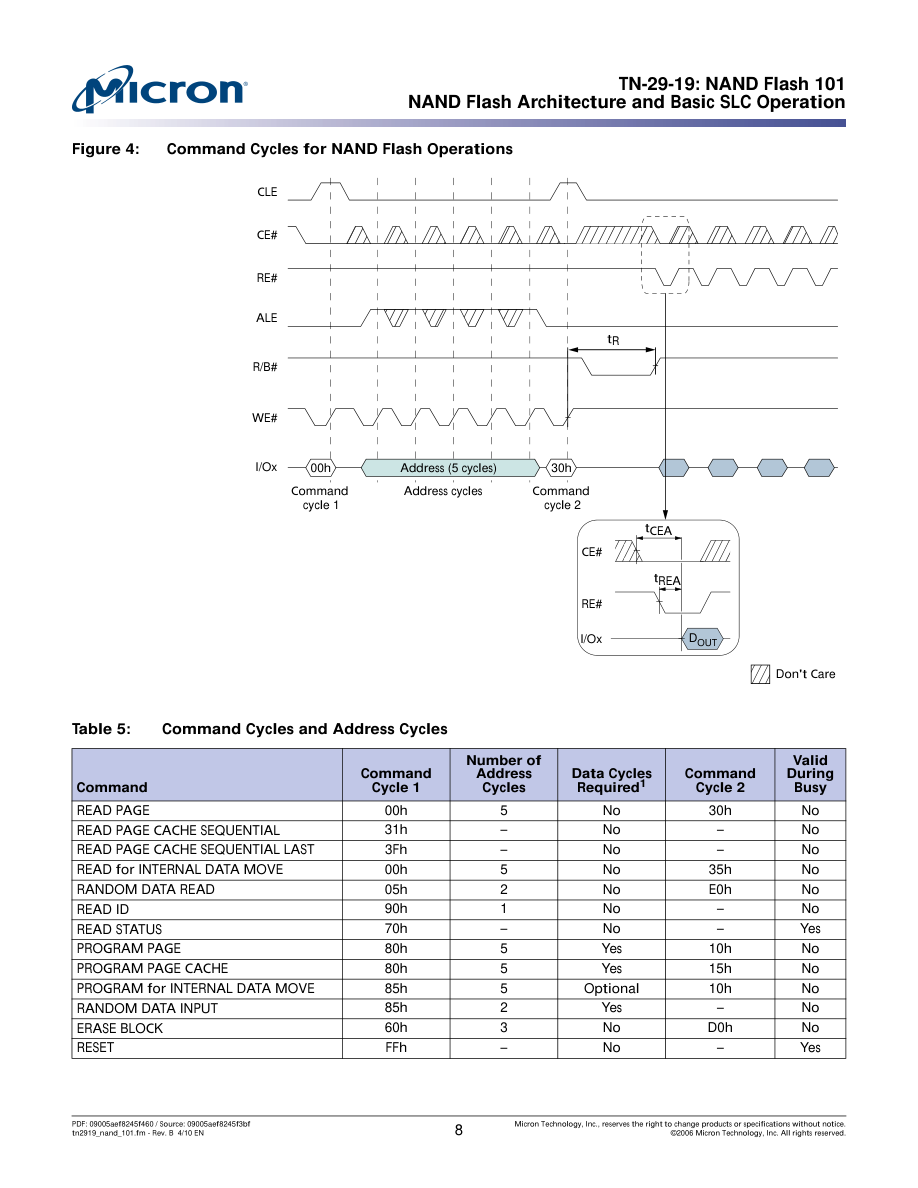 Micron®
TN-29-19: NAND Flash 101
NAND Flash Architecture and Basic SLC Operation
Figure 4: Command Cycles for NAND Flash Operations
CLE
CE#
RE#
ALE
tR
R/B#
WE#
I/Ox 00h Address (5 cycles) 30h
Command Address cycles Command
cycle 1 cycle 2
tCEA
CE#
tREA
RE#
I/Ox DOUT
Don't Care
Table 5: Command Cycles and Address Cycles
Command Command Cycle 1 Number of Address Cycles Data Cycles Required1 Command Cycle 2 Valid During Busy
READ PAGE 00h 5 No 30h No
READ PAGE CACHE SEQUENTIAL 31h – No – No
READ PAGE CACHE SEQUENTIAL LAST 3Fh – No – No
READ for INTERNAL DATA MOVE 00h 5 No 35h No
RANDOM DATA READ 05h 2 No E0h No
READ ID 90h 1 No – No
READ STATUS 70h – No – Yes
PROGRAM PAGE 80h 5 Yes 10h No
PROGRAM PAGE CACHE 80h 5 Yes 15h No
PROGRAM for INTERNAL DATA MOVE 85h 5 Optional 10h No
RANDOM DATA INPUT 85h 2 Yes – No
ERASE BLOCK 60h 3 No D0h No
RESET FFh – No – Yes
PDF: 09005aef8245f460 / Source: 09005aef8245f3bf
tn2919_nand_101.fm - Rev. B 4/10 EN
8
Micron Technology, Inc., reserves the right to change products or specifications without notice.
©2006 Micron Technology, Inc. All rights reserved.